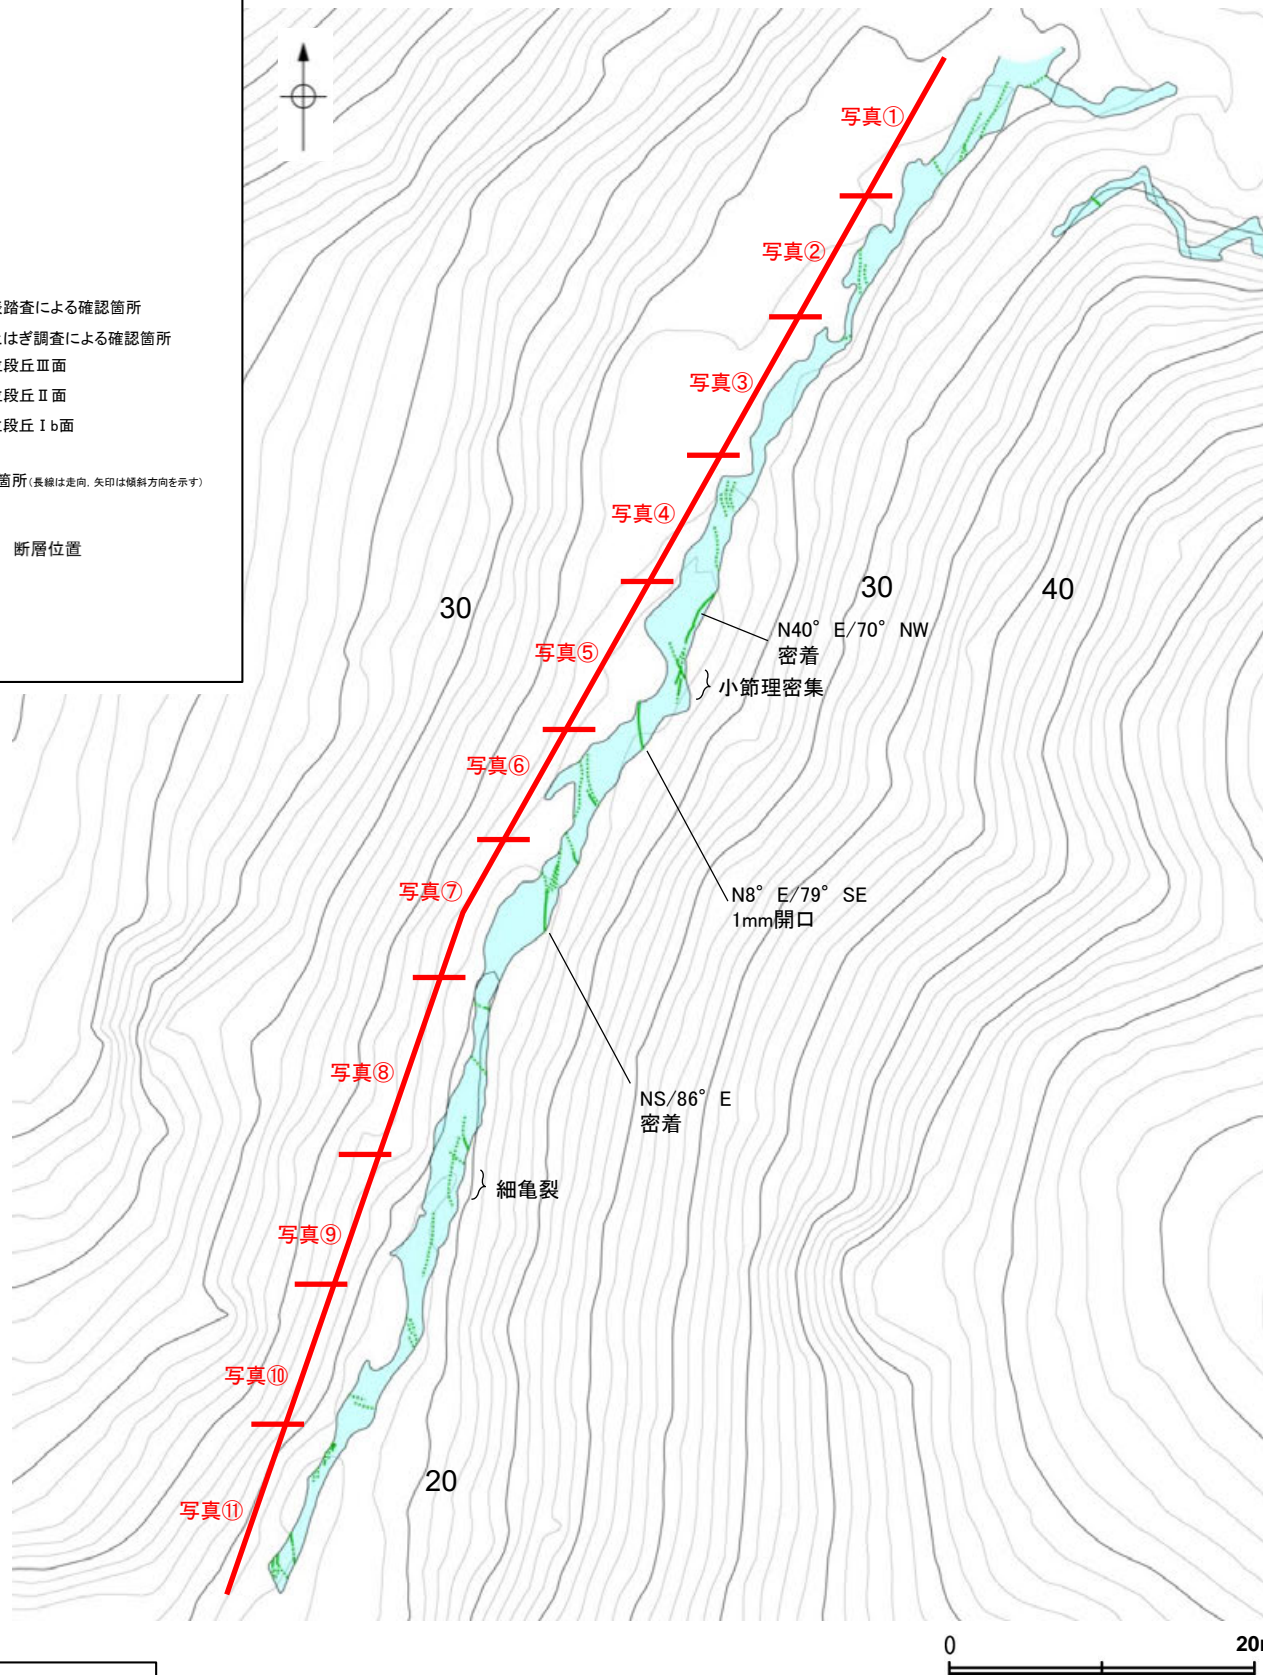 踏査による確認箇所
はぎ調査による確認箇所
段丘Ⅲ面
段丘Ⅱ面
段丘Ⅰb面
箇所(長線は走向，矢印は傾斜方向を示す)
断層位置
写真①
写真②
写真③
写真④
写真⑤
写真⑥
写真⑦
写真⑧
写真⑨
写真⑩
写真⑪
30
30
40
N40°E/70°NW
密着
小節理密集
N8°E/79°SE
1mm開口
NS/86°E
密着
細亀裂
20
0
20